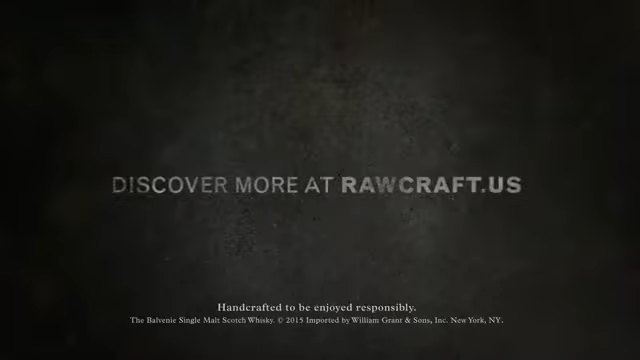 DISCOVER MORE AT RAWCRAFT.US
Handcrafted to be enjoyed responsibly.
The Balvenie Single Malt Scotch Whisky. © 2015 Imported by William Grant & Sons, Inc. New York, NY.